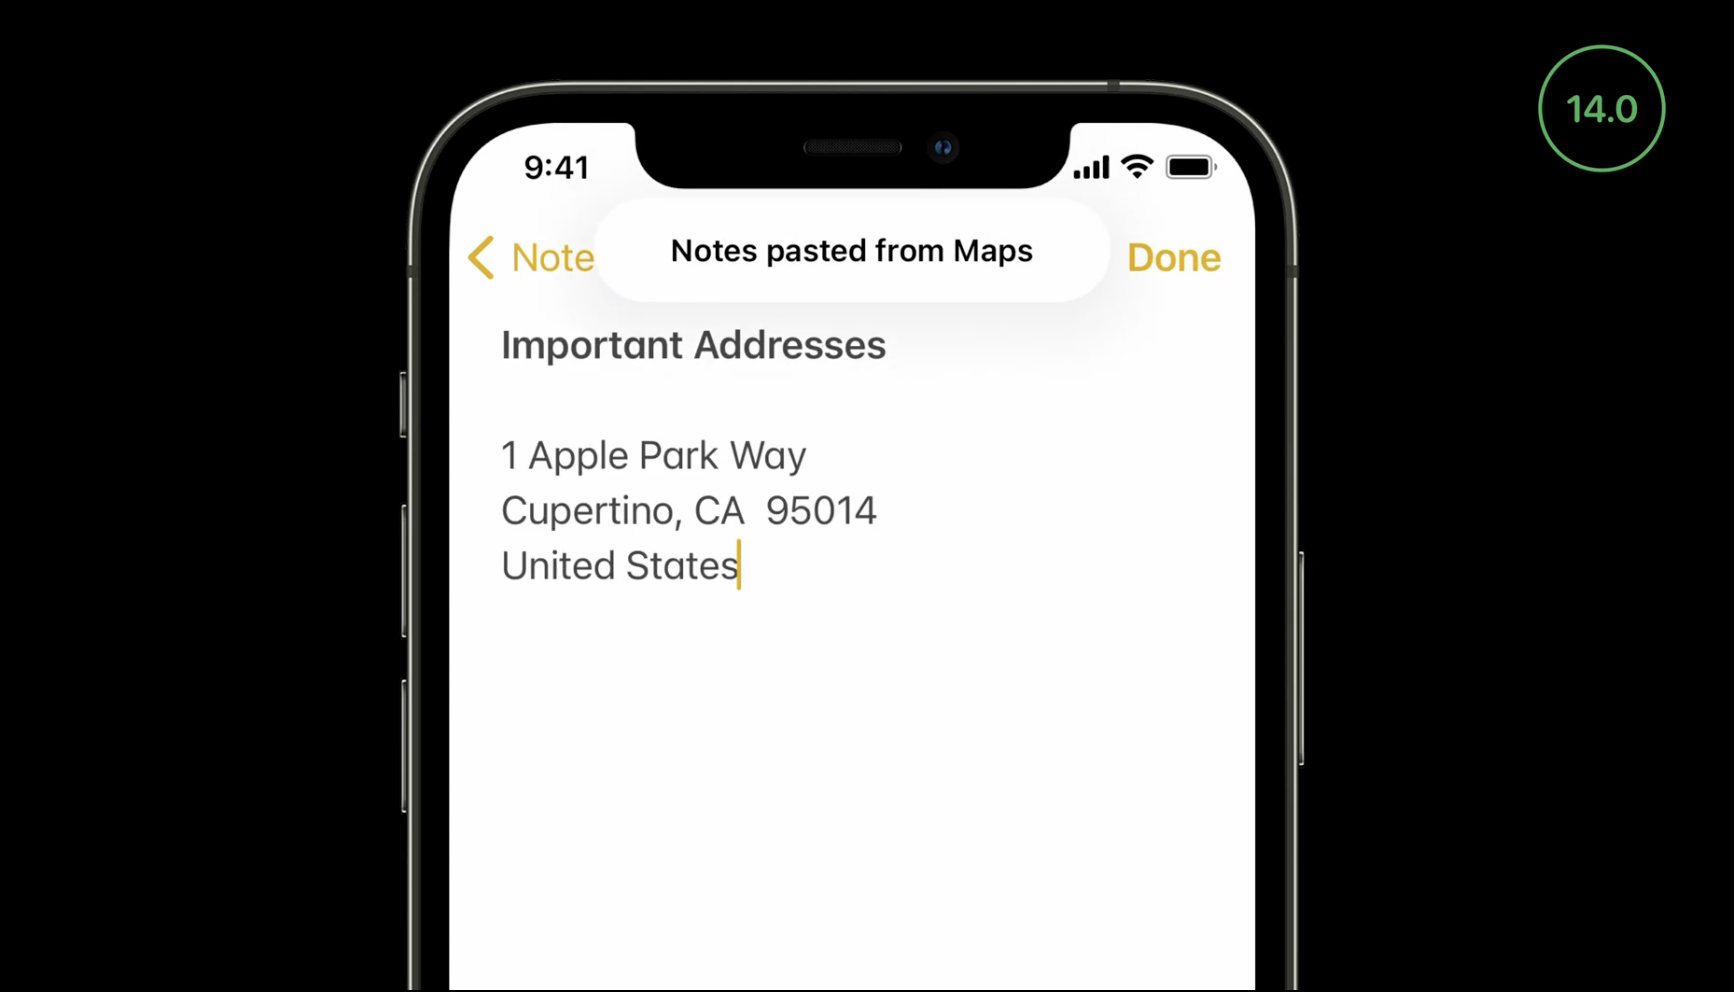 14.0
9:41
Notes pasted from Maps
Note
Done
Important Addresses
1 Apple Park Way
Cupertino, CA  95014
United States